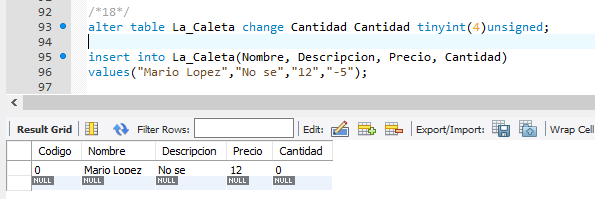 92 /*18*/
93 alter table La_Caleta change Cantidad Cantidad tinyint(4)unsigned;
94
95 insert into La_Caleta(Nombre, Descripcion, Precio, Cantidad)
96 values("Mario Lopez","No se","12","-5");
97
Result Grid Filter Rows: Edit: Export/Import: Wrap Cell
Codigo Nombre Descripcion Precio Cantidad
0 Mario Lopez No se 12 0
NULL NULL NULL NULL NULL